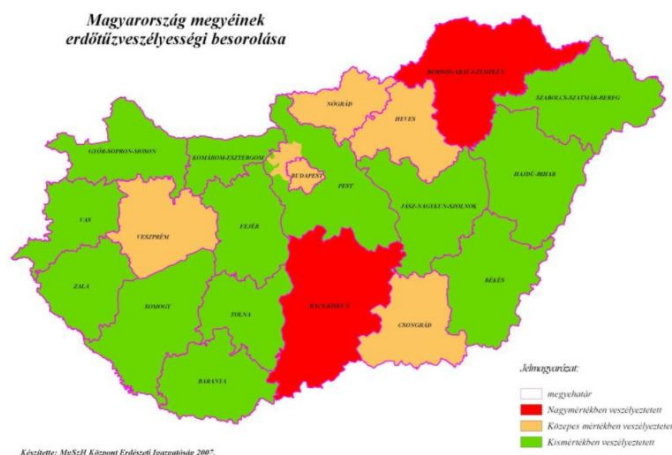 Magyarország megyéinek
erdőtűzveszélyességi besorolása
BORSOD-ABAÚJ-ZEMPLÉN
NÓGRÁD
SZABOLCS-SZATMÁR-BEREG
HEVES
GYŐR-SOPRON-MOSON
KOMÁROM-ESZTERGOM
BUDAPEST
PEST
HAJDÚ-BIHAR
JÁSZ-NAGYKUN-SZOLNOK
VAS
VESZPRÉM
FEJÉR
ZALA
SOMOGY
TOLNA
BÁCS-KISKUN
BÉKÉS
CSONGRÁD
BARANYA
Jelmagyarázat:
megyehatár
Nagymértékben veszélyeztetett
Közepes mértékben veszélyeztetett
Kismértékben veszélyeztetett
Készítette: MgSzH Központ Erdészeti Igazgatóság 2007.